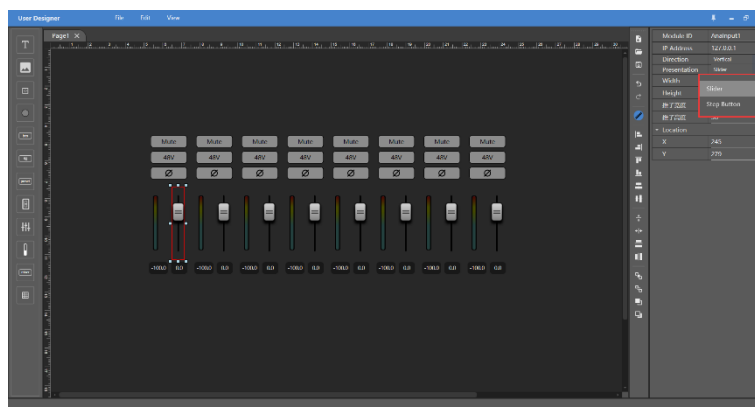 User Designer File Edit View
Page1
Module ID AnaInput1
IP Address 127.0.0.1
Direction Vertical
Presentation Slider
Width
Height
Slider
Step Button
Location
X 245
Y 229
Mute Mute Mute Mute Mute Mute Mute Mute
48V 48V 48V 48V 48V 48V 48V 48V
Ø Ø Ø Ø Ø Ø Ø Ø
-100.0 0.0 -100.0 0.0 -100.0 0.0 -100.0 0.0 -100.0 0.0 -100.0 0.0 -100.0 0.0 -100.0 0.0